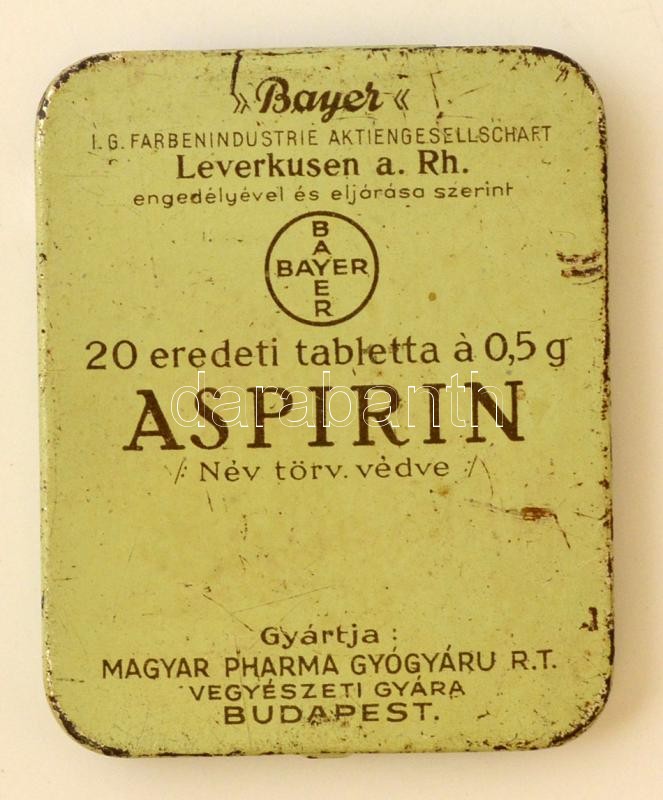 »Bayer«
I. G. FARBENINDUSTRIE AKTIENGESELLSCHAFT
Leverkusen a. Rh.
engedélyével és eljárása szerint
B
A
BAYER
E
R
20 eredeti tabletta à 0,5 g
ASPIRIN
darabanth
/: Név törv. védve :/
Gyártja :
MAGYAR PHARMA GYÓGYÁRU R.T.
VEGYÉSZETI GYÁRA
BUDAPEST.